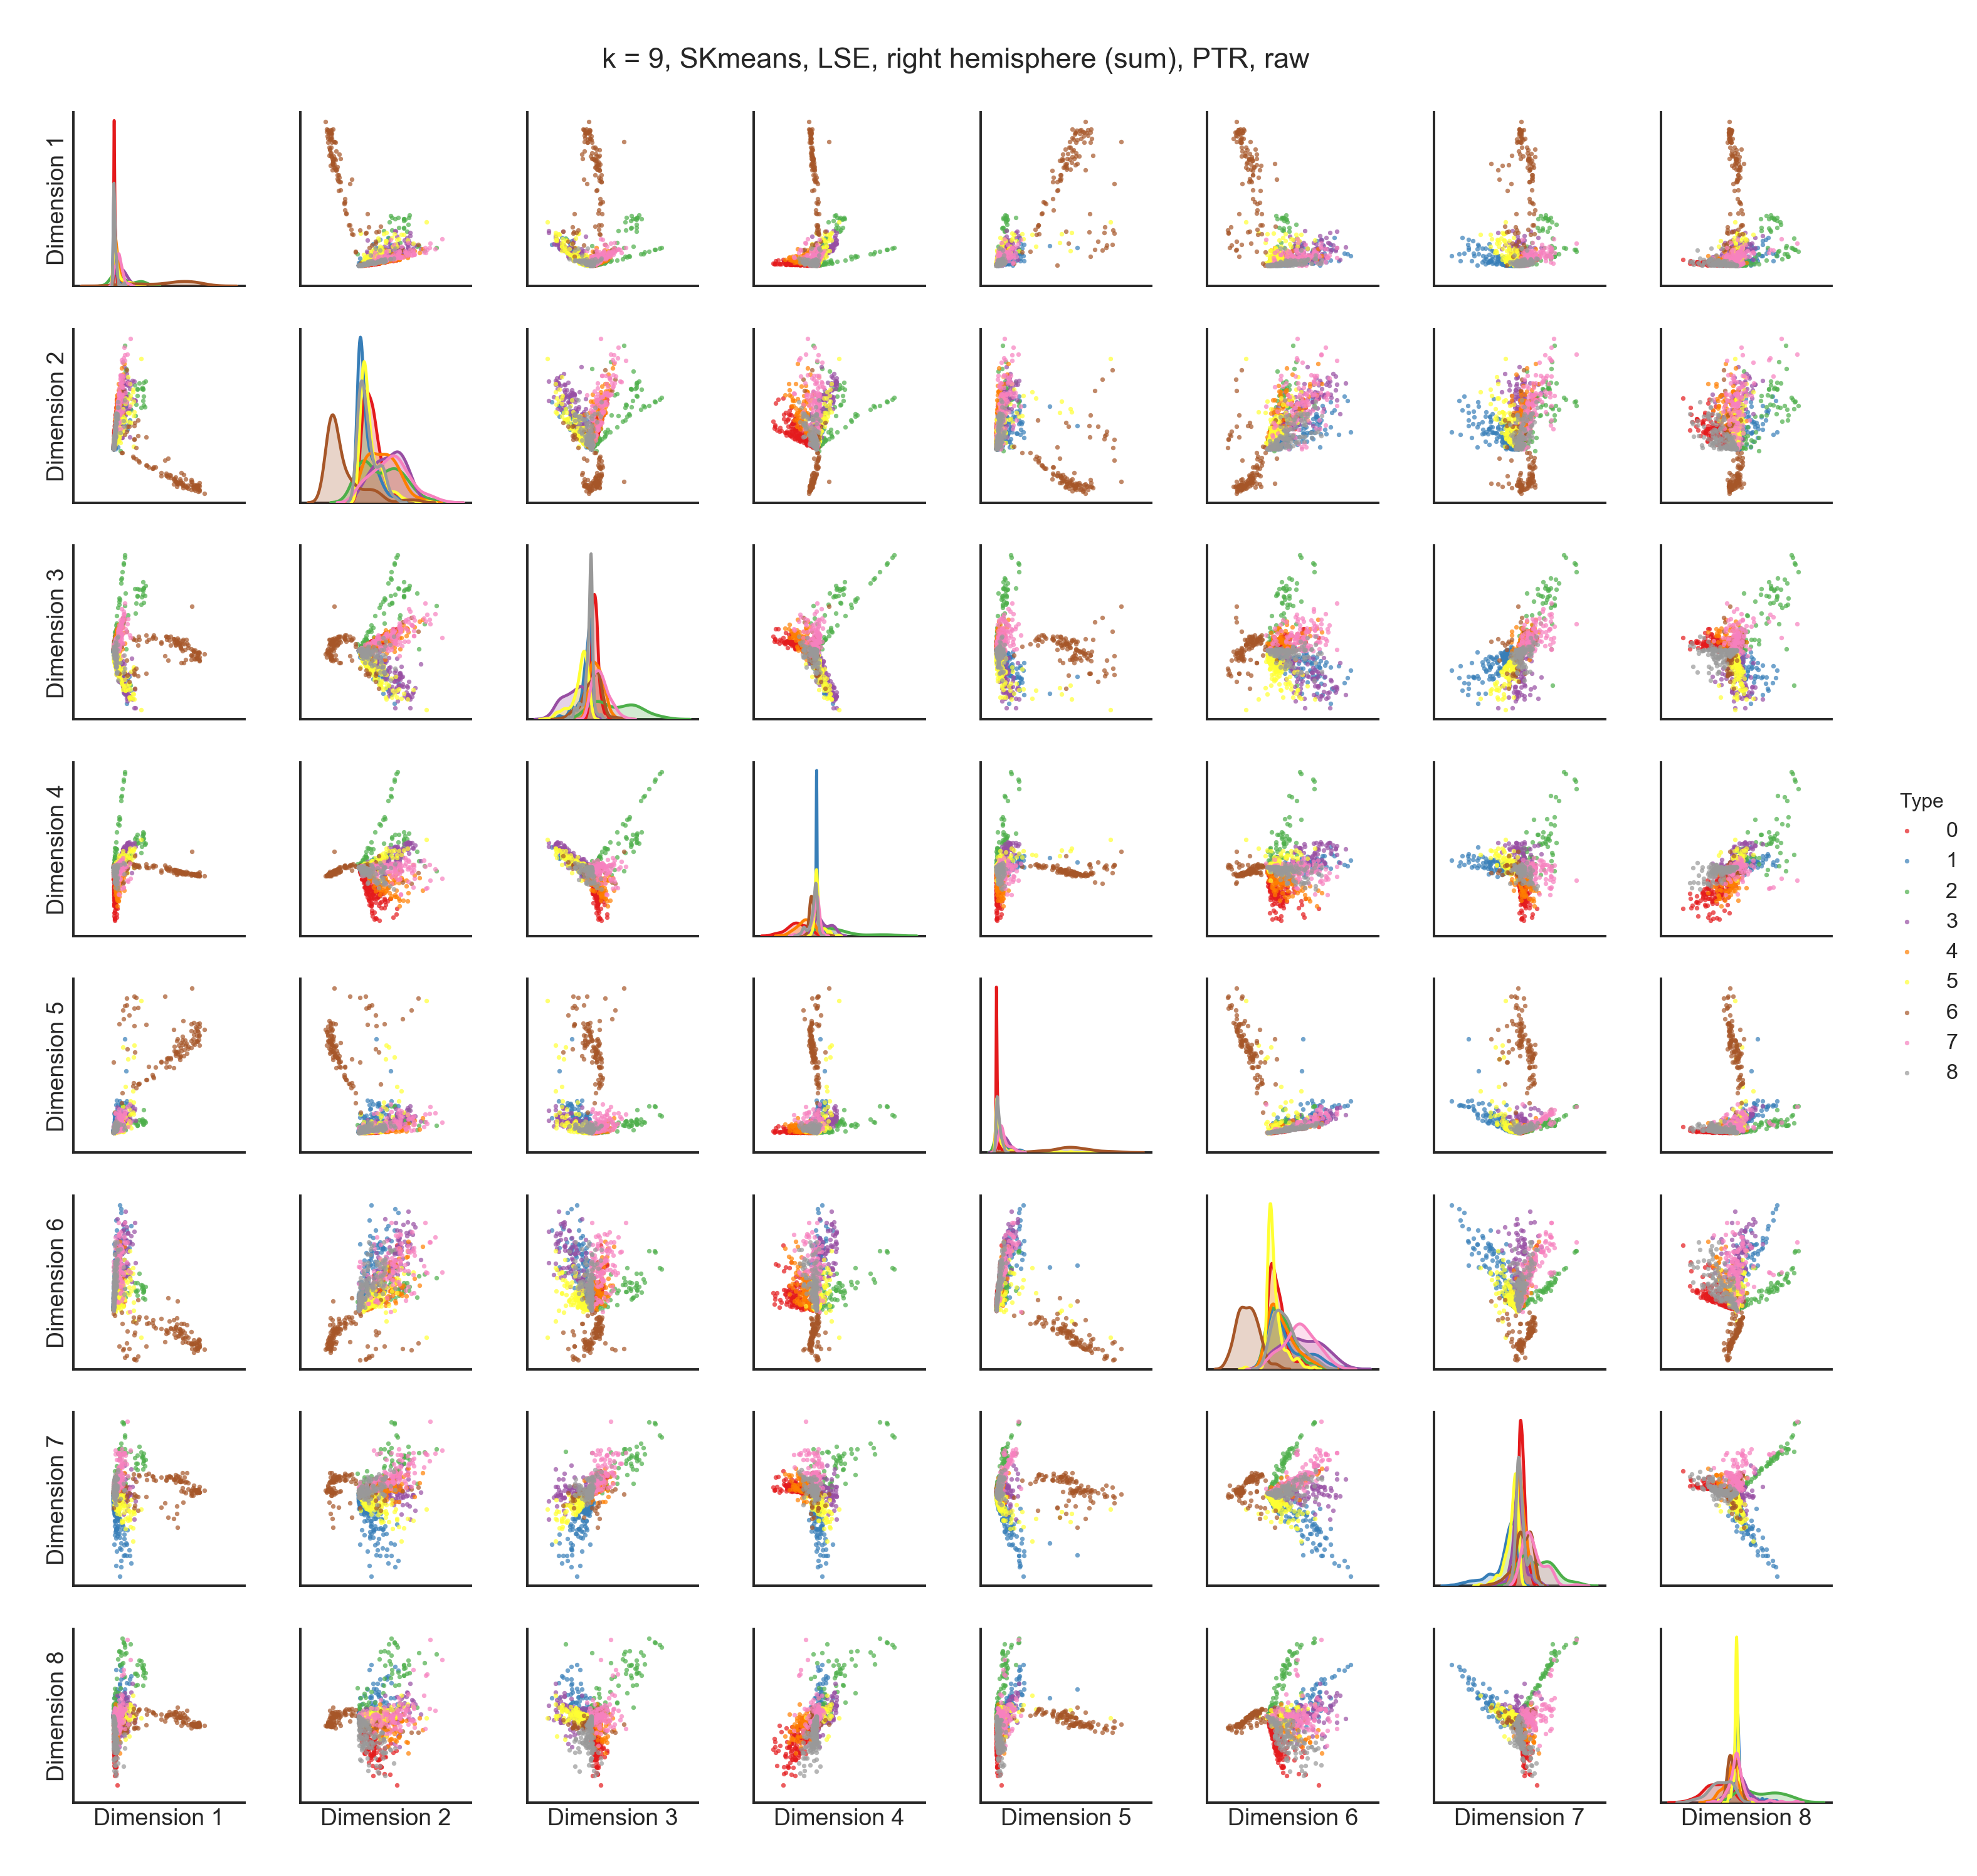 k = 9, SKmeans, LSE, right hemisphere (sum), PTR, raw
Dimension 1
Dimension 2
Dimension 3
Dimension 4
Dimension 5
Dimension 6
Dimension 7
Dimension 8
Type
0
1
2
3
4
5
6
7
8
Dimension 1
Dimension 2
Dimension 3
Dimension 4
Dimension 5
Dimension 6
Dimension 7
Dimension 8